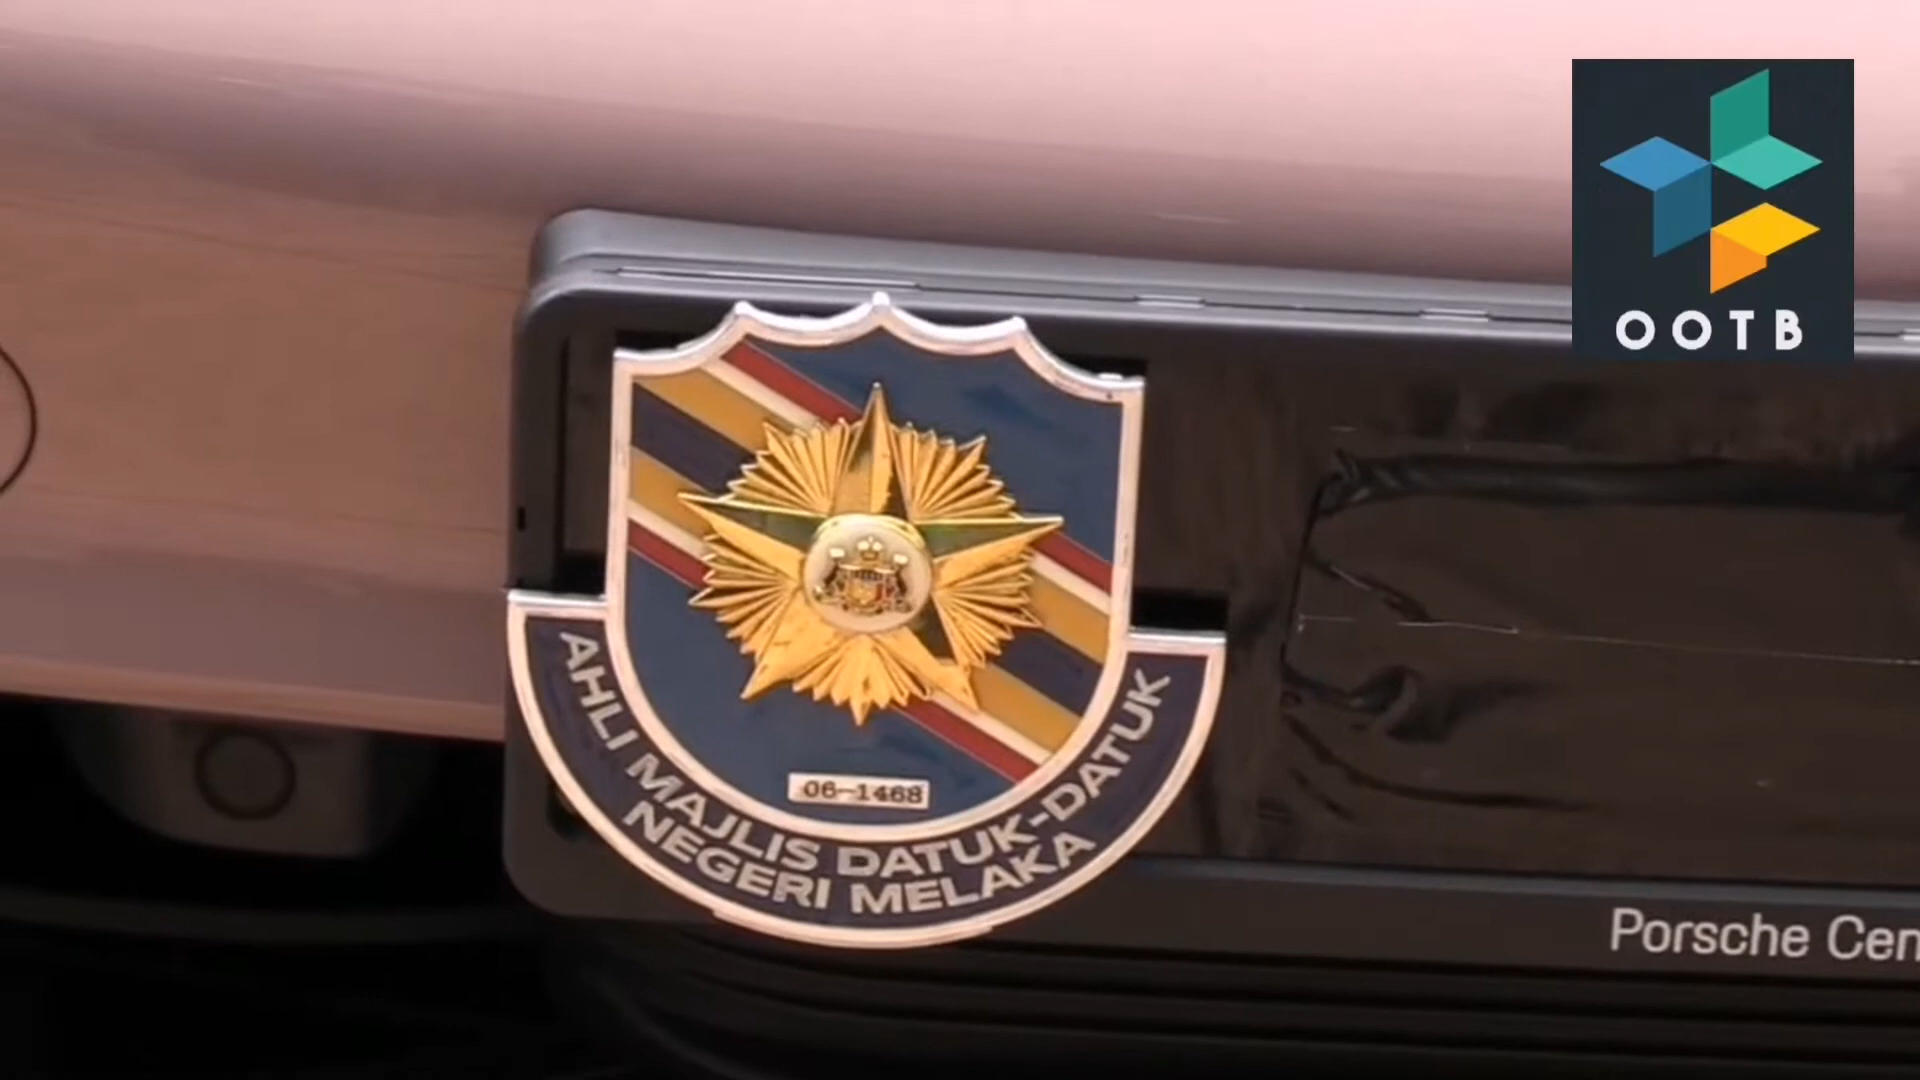 OOTB
06-1468
AHLI MAJLIS DATUK-DATUK
NEGERI MELAKA
Porsche Cen